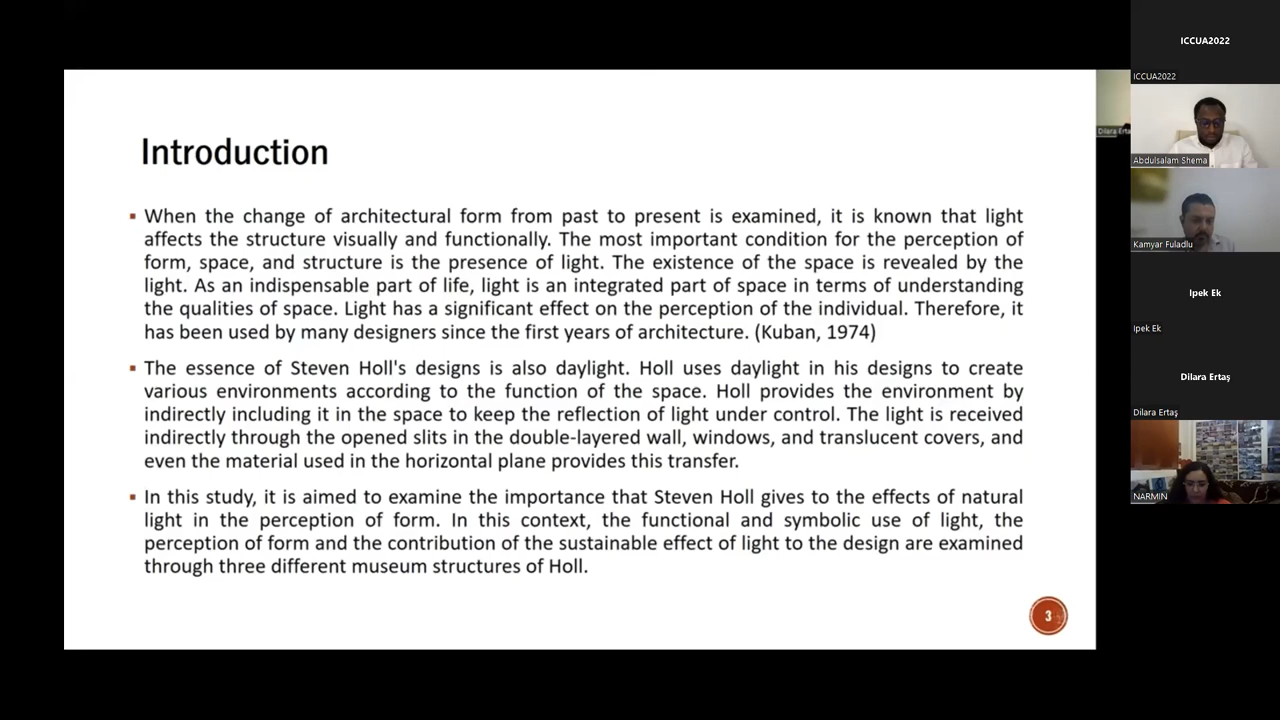 Introduction
▪ When the change of architectural form from past to present is examined, it is known that light
affects the structure visually and functionally. The most important condition for the perception of
form, space, and structure is the presence of light. The existence of the space is revealed by the
light. As an indispensable part of life, light is an integrated part of space in terms of understanding
the qualities of space. Light has a significant effect on the perception of the individual. Therefore, it
has been used by many designers since the first years of architecture. (Kuban, 1974)
▪ The essence of Steven Holl's designs is also daylight. Holl uses daylight in his designs to create
various environments according to the function of the space. Holl provides the environment by
indirectly including it in the space to keep the reflection of light under control. The light is received
indirectly through the opened slits in the double-layered wall, windows, and translucent covers, and
even the material used in the horizontal plane provides this transfer.
▪ In this study, it is aimed to examine the importance that Steven Holl gives to the effects of natural
light in the perception of form. In this context, the functional and symbolic use of light, the
perception of form and the contribution of the sustainable effect of light to the design are examined
through three different museum structures of Holl.
3
Dilara Erta
ICCUA2022
ICCUA2022
Abdulsalam Shema
Kamyar Fuladlu
Ipek Ek
Ipek Ek
Dilara Ertaş
Dilara Ertaş
NARMIN